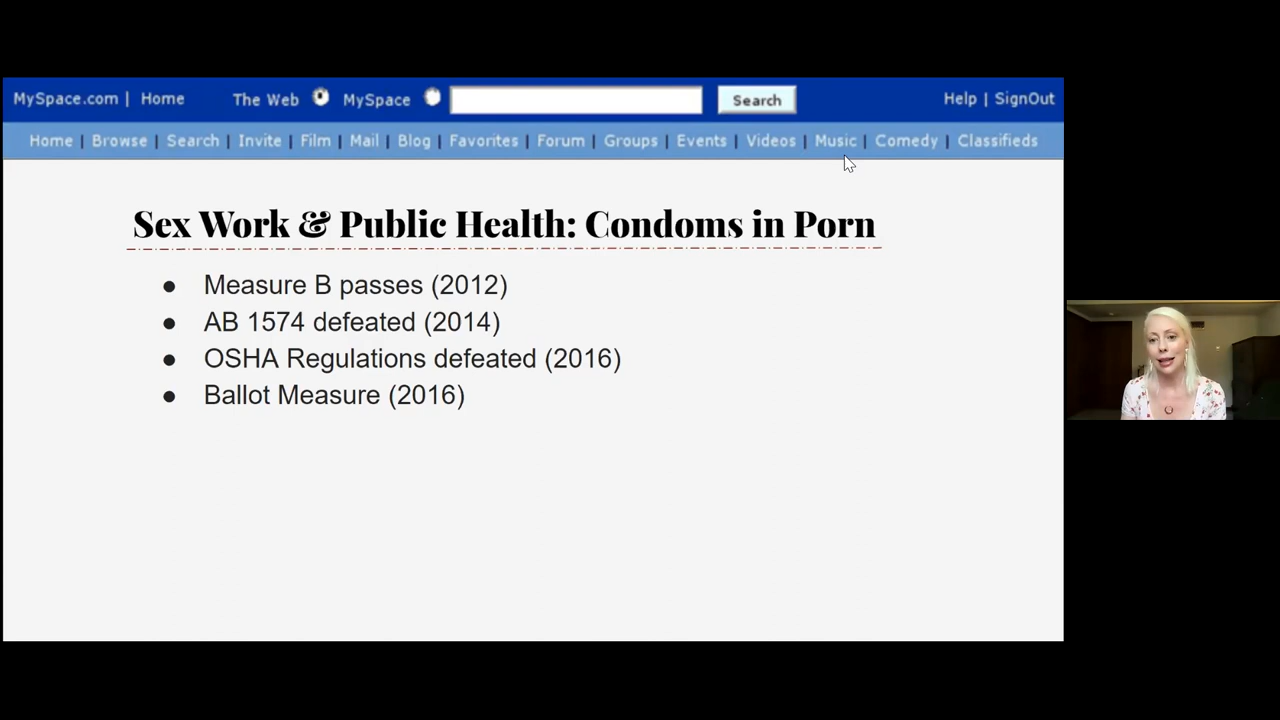 MySpace.com | Home The Web MySpace Search Help | SignOut
Home | Browse | Search | Invite | Film | Mail | Blog | Favorites | Forum | Groups | Events | Videos | Music | Comedy | Classifieds
Sex Work & Public Health: Condoms in Porn
● Measure B passes (2012)
● AB 1574 defeated (2014)
● OSHA Regulations defeated (2016)
● Ballot Measure (2016)